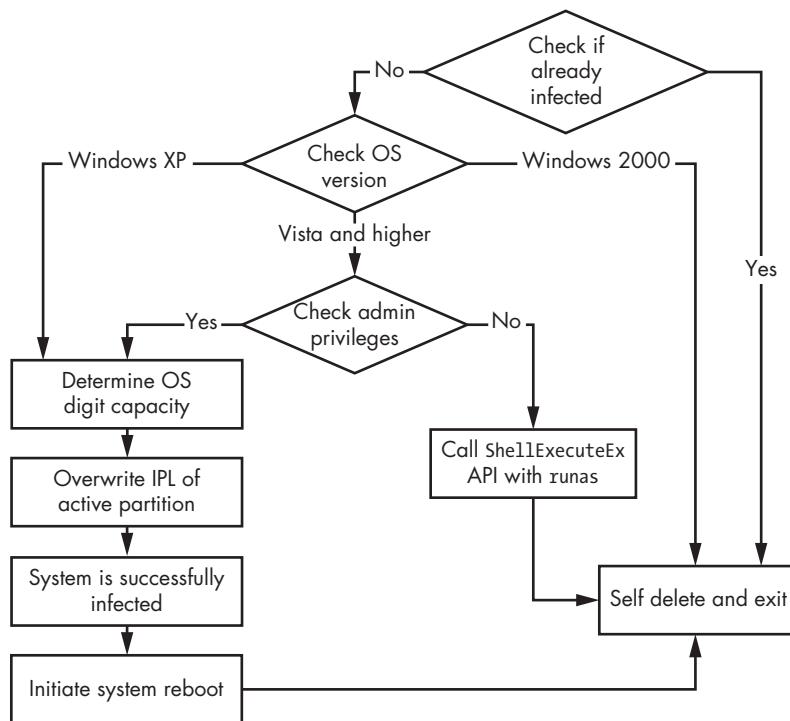 Check if
already
infected
No
Check OS
version
Windows XP
Windows 2000
Vista and higher
Yes
Check admin
privileges
Yes
No
Determine OS
digit capacity
Call ShellExecuteEx
API with runas
Overwrite IPL of
active partition
System is successfully
infected
Self delete and exit
Initiate system reboot